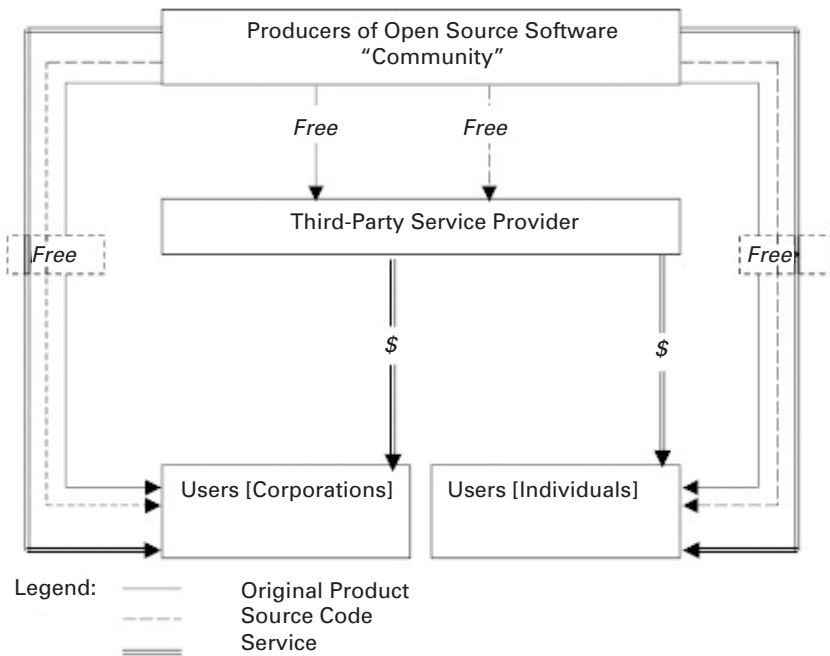 Producers of Open Source Software
“Community”
Free
Free
Third-Party Service Provider
Free
Free
$
$
Users [Corporations]
Users [Individuals]
Legend:
Original Product
Source Code
Service